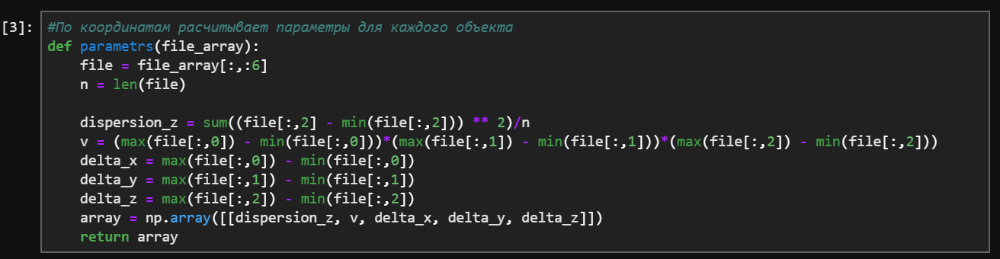 [3]: #По координатам расчитывает параметры для каждого объекта
def parametrs(file_array):
    file = file_array[:,:6]
    n = len(file)

    dispersion_z = sum((file[:,2] - min(file[:,2])) ** 2)/n
    v = (max(file[:,0]) - min(file[:,0]))*(max(file[:,1]) - min(file[:,1]))*(max(file[:,2]) - min(file[:,2]))
    delta_x = max(file[:,0]) - min(file[:,0])
    delta_y = max(file[:,1]) - min(file[:,1])
    delta_z = max(file[:,2]) - min(file[:,2])
    array = np.array([[dispersion_z, v, delta_x, delta_y, delta_z]])
    return array